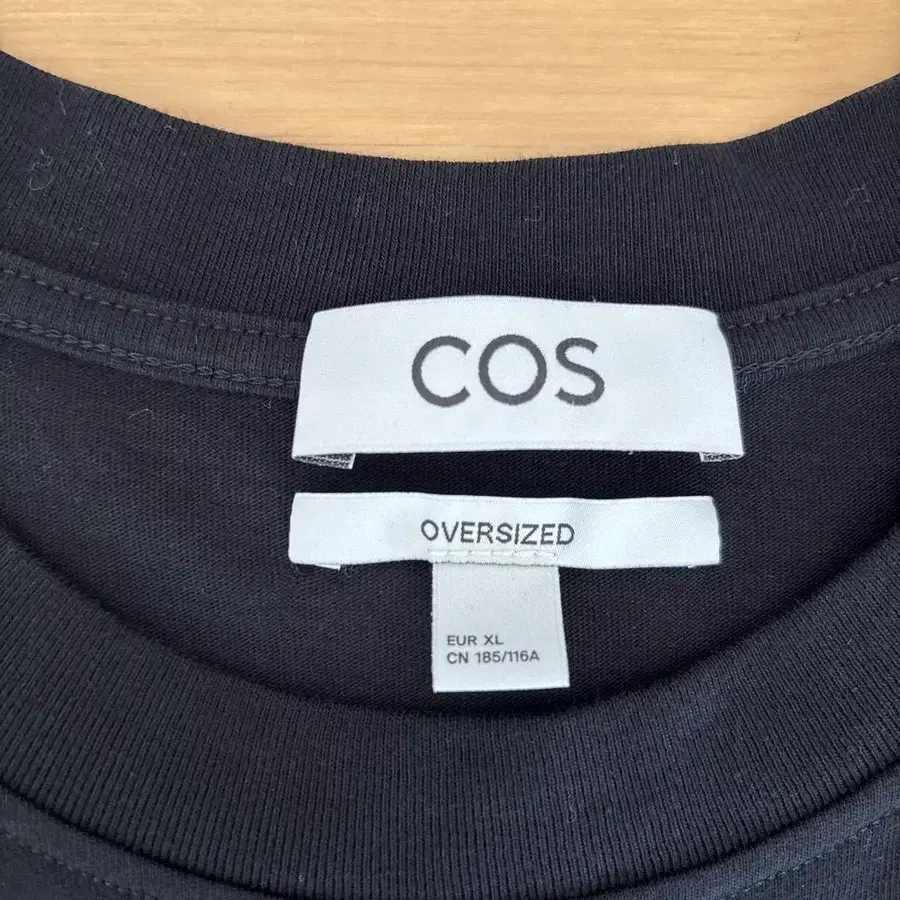 COS
OVERSIZED
EUR XL
CN 185/116A